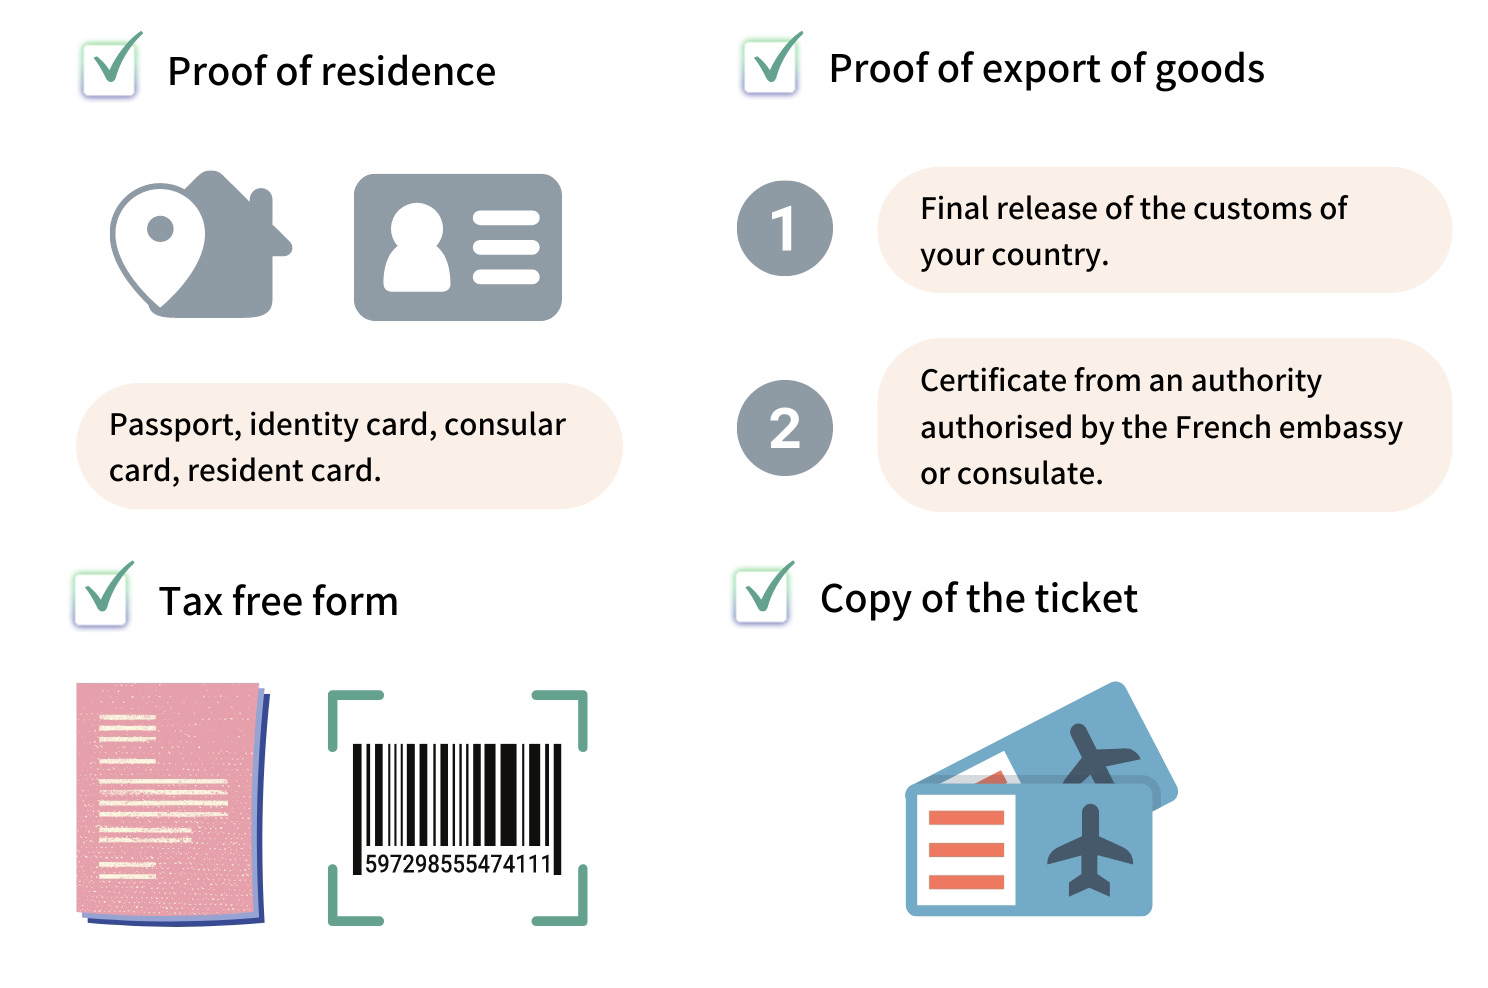 Proof of residence
Passport, identity card, consular
card, resident card.
Proof of export of goods
1
Final release of the customs of
your country.
2
Certificate from an authority
authorised by the French embassy
or consulate.
Tax free form
597298555474111
Copy of the ticket